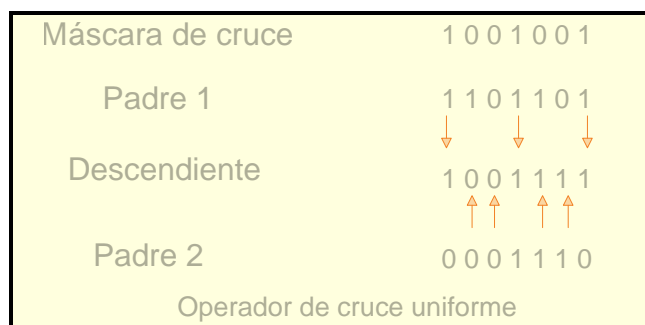 Máscara de cruce 1 0 0 1 0 0 1
Padre 1 1 1 0 1 1 0 1
Descendiente 1 0 0 1 1 1 1
Padre 2 0 0 0 1 1 1 0
Operador de cruce uniforme